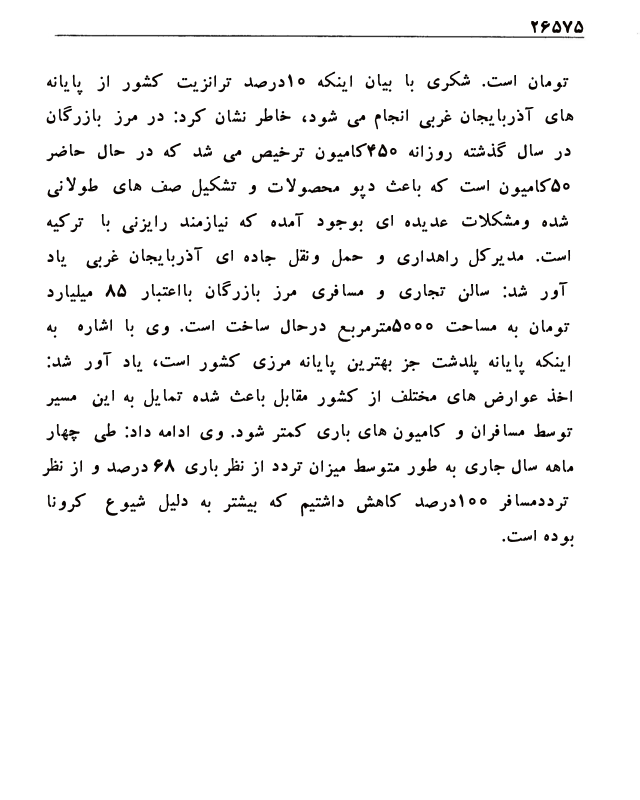 ۲۶۵۷۵
تومان است. شکری با بیان اینکه ۱۰درصد ترانزیت کشور از پایانه
های آذربایجان غربی انجام می شود، خاطر نشان کرد: در مرز بازرگان
در سال گذشته روزانه ۴۵۰کامیون ترخیص می شد که در حال حاضر
۵۰کامیون است که باعث دپو محصولات و تشکیل صف های طولانی
شده ومشکلات عدیده ای بوجود آمده که نیازمند رایزنی با ترکیه
است. مدیرکل راهداری و حمل ونقل جاده ای آذربایجان غربی یاد
آور شد: سالن تجاری و مسافری مرز بازرگان بااعتبار ۸۵ میلیارد
تومان به مساحت ۵۰۰۰مترمربع درحال ساخت است. وی با اشاره به
اینکه پایانه پلدشت جز بهترین پایانه مرزی کشور است، یاد آور شد:
اخذ عوارض های مختلف از کشور مقابل باعث شده تمایل به این مسیر
توسط مسافران و کامیون های باری کمتر شود. وی ادامه داد: طی چهار
ماهه سال جاری به طور متوسط میزان تردد از نظر باری ۶۸ درصد و از نظر
ترددمسافر ۱۰۰درصد کاهش داشتیم که بیشتر به دلیل شیوع کرونا
بوده است.